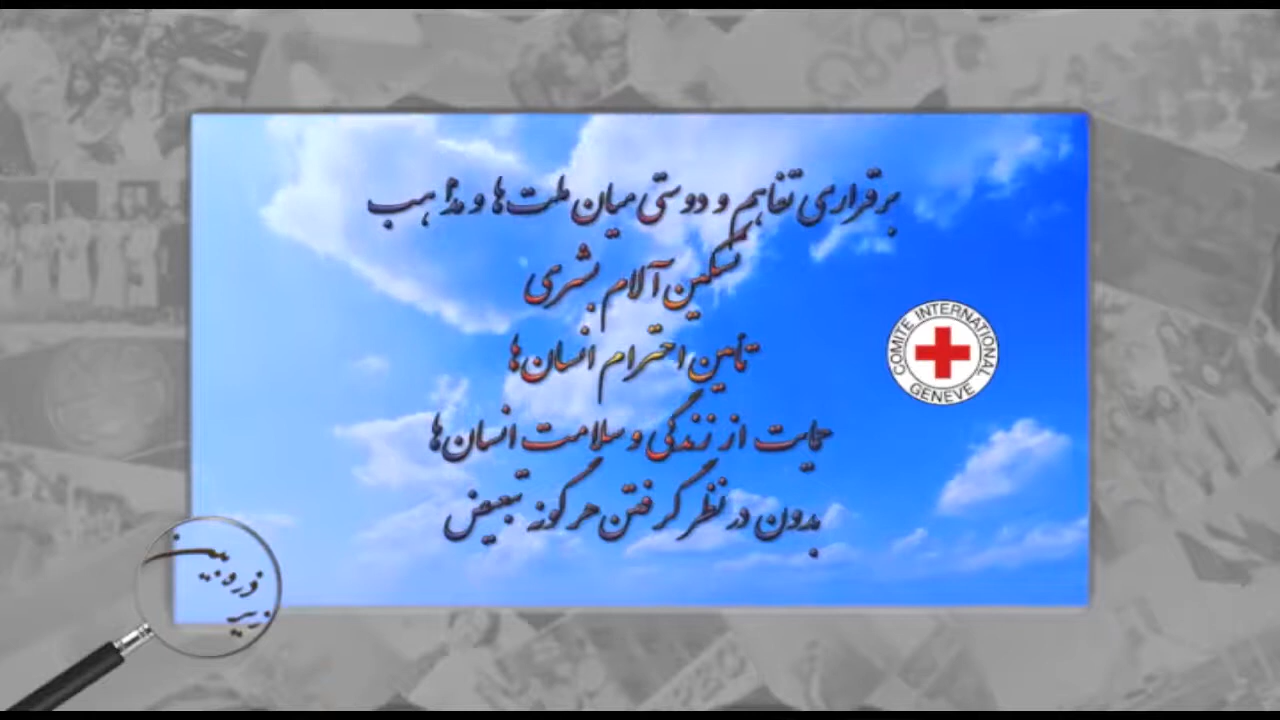 برقراری تفاهم و دوستی میان ملت‌ها و مذاهب
تسکین آلام بشری
تأمین احترام انسان‌ها
حمایت از زندگی و سلامت انسان‌ها
بدون در نظر گرفتن هرگونه تبعیض
COMITE INTERNATIONAL
GENEVE
زیر
ذره‌بین